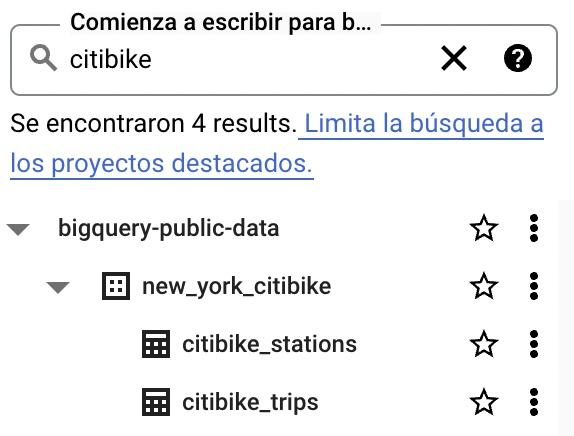 Comienza a escribir para b...
citibike
Se encontraron 4 results. Limita la búsqueda a
los proyectos destacados.
bigquery-public-data
new_york_citibike
citibike_stations
citibike_trips